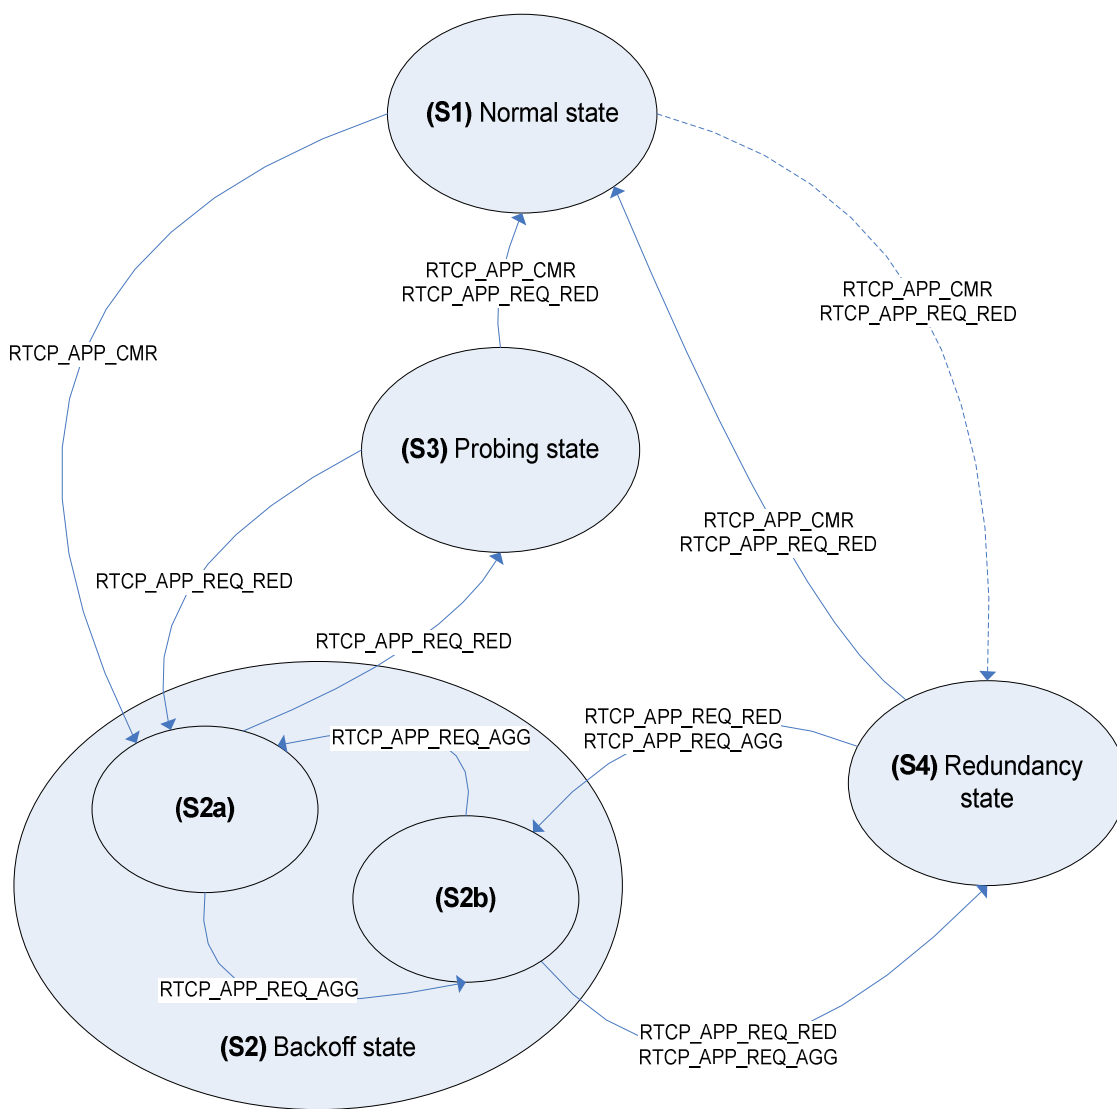 (S1) Normal state
RTCP_APP_CMR
RTCP_APP_REQ_RED
RTCP_APP_CMR
RTCP_APP_REQ_RED
RTCP_APP_CMR
(S3) Probing state
RTCP_APP_CMR
RTCP_APP_REQ_RED
RTCP_APP_REQ_RED
RTCP_APP_REQ_RED
RTCP_APP_REQ_RED
RTCP_APP_REQ_AGG
RTCP_APP_REQ_AGG
(S4) Redundancy
state
(S2a)
(S2b)
RTCP_APP_REQ_AGG
(S2) Backoff state
RTCP_APP_REQ_RED
RTCP_APP_REQ_AGG